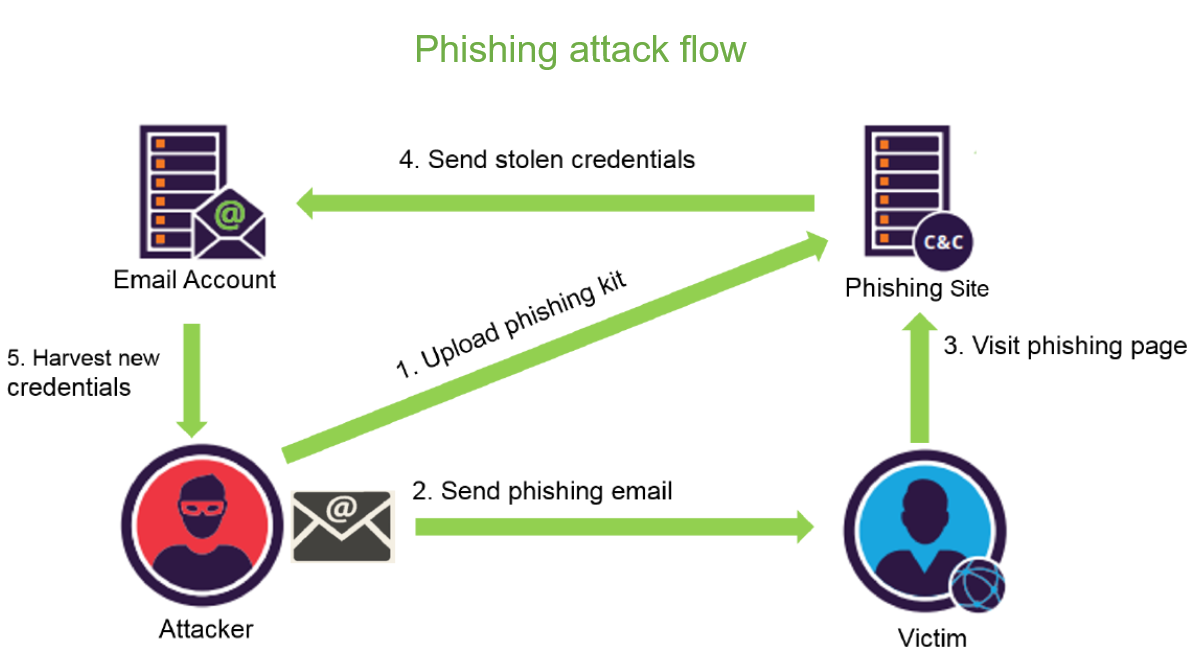 Phishing attack flow
4. Send stolen credentials
@
C&C
Email Account
Phishing Site
1. Upload phishing kit
3. Visit phishing page
5. Harvest new
credentials
@
2. Send phishing email
Attacker
Victim